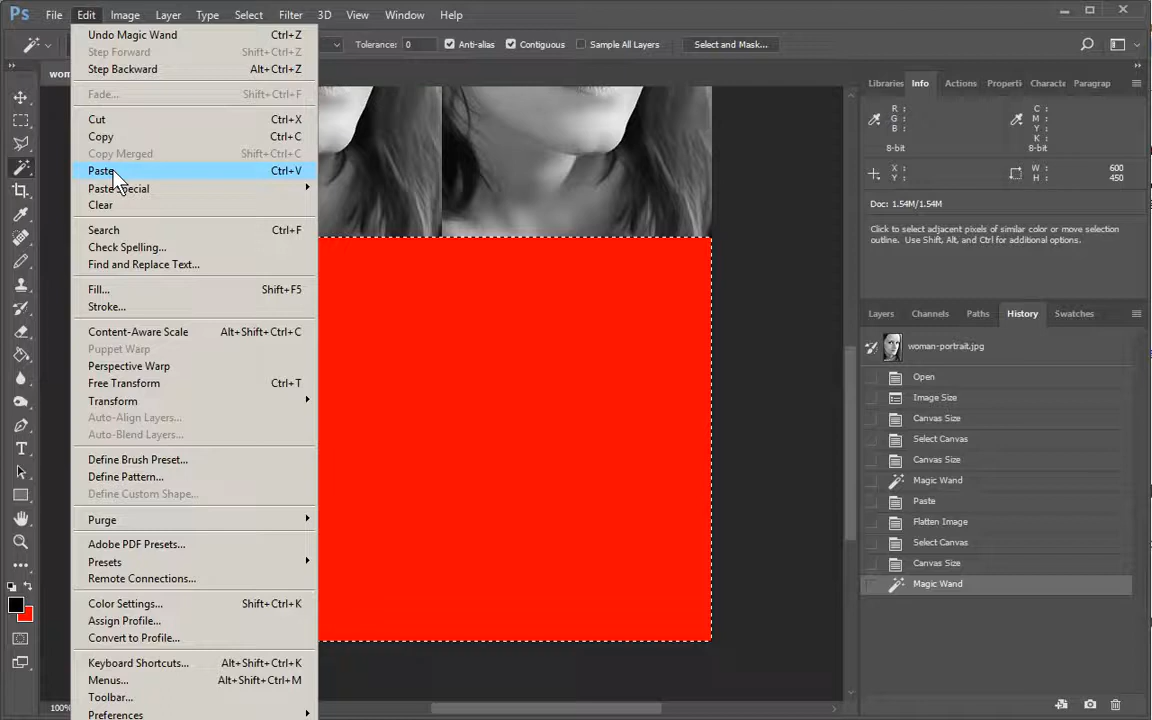 Ps File Edit Image Layer Type Select Filter 3D View Window Help
Tolerance: 0 Anti-alias Contiguous Sample All Layers Select and Mask...
wom
Undo Magic Wand Ctrl+Z
Step Forward Shift+Ctrl+Z
Step Backward Alt+Ctrl+Z
Fade... Shift+Ctrl+F
Cut Ctrl+X
Copy Ctrl+C
Copy Merged Shift+Ctrl+C
Paste Ctrl+V
Paste Special
Clear
Search Ctrl+F
Check Spelling...
Find and Replace Text...
Fill... Shift+F5
Stroke...
Content-Aware Scale Alt+Shift+Ctrl+C
Puppet Warp
Perspective Warp
Free Transform Ctrl+T
Transform
Auto-Align Layers...
Auto-Blend Layers...
Define Brush Preset...
Define Pattern...
Define Custom Shape...
Purge
Adobe PDF Presets...
Presets
Remote Connections...
Color Settings... Shift+Ctrl+K
Assign Profile...
Convert to Profile...
Keyboard Shortcuts... Alt+Shift+Ctrl+K
Menus... Alt+Shift+Ctrl+M
Toolbar...
Preferences
T
100%
Libraries Info Actions Properti Charactε Paragrap
R : C :
G : M :
B : Y :
K :
8-bit 8-bit
X : W : 600
Y : H : 450
Doc: 1.54M/1.54M
Click to select adjacent pixels of similar color or move selection
outline. Use Shift, Alt, and Ctrl for additional options.
Layers Channels Paths History Swatches
woman-portrait.jpg
Open
Image Size
Canvas Size
Select Canvas
Canvas Size
Magic Wand
Paste
Flatten Image
Select Canvas
Canvas Size
Magic Wand